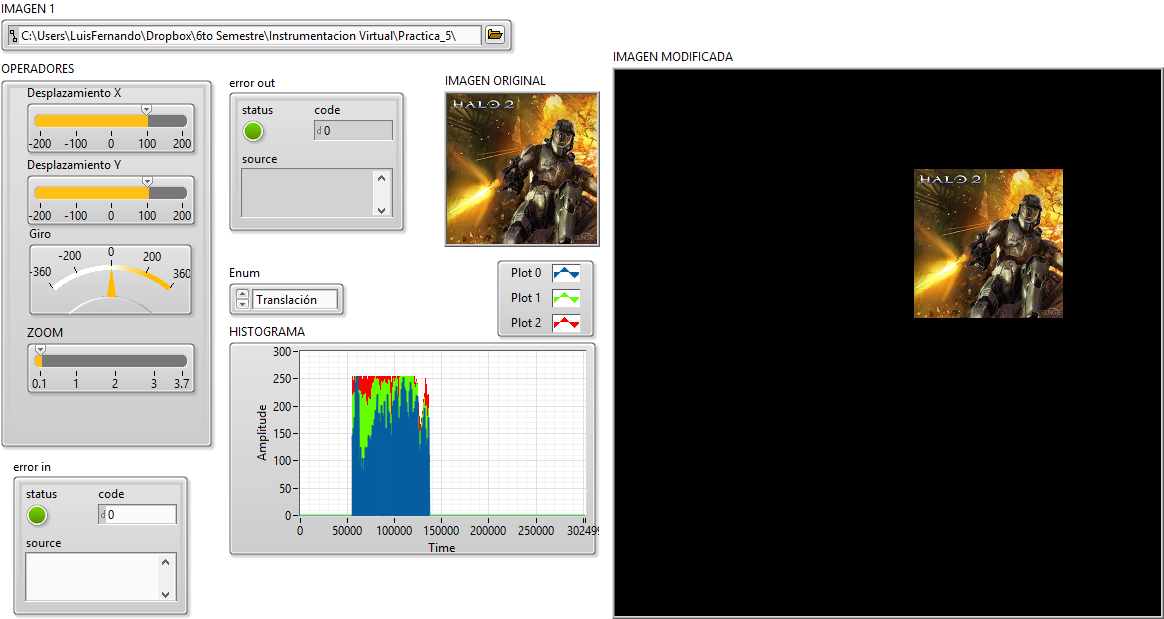 IMAGEN 1
C:\Users\LuisFernando\Dropbox\6to Semestre\Instrumentacion Virtual\Practica_5\
OPERADORES
Desplazamiento X
-200 -100 0 100 200
Desplazamiento Y
-200 -100 0 100 200
Giro
-360 -200 0 200 360
ZOOM
0.1 1 2 3 3.7
error in
status code
d 0
source
error out
status code
d 0
source
Enum
Translación
IMAGEN ORIGINAL
HALO 2
BUNGIE
Plot 0
Plot 1
Plot 2
HISTOGRAMA
Amplitude
300
250
200
150
100
50
0
0 50000 100000 150000 200000 250000 302499
Time
IMAGEN MODIFICADA
HALO 2
BUNGIE